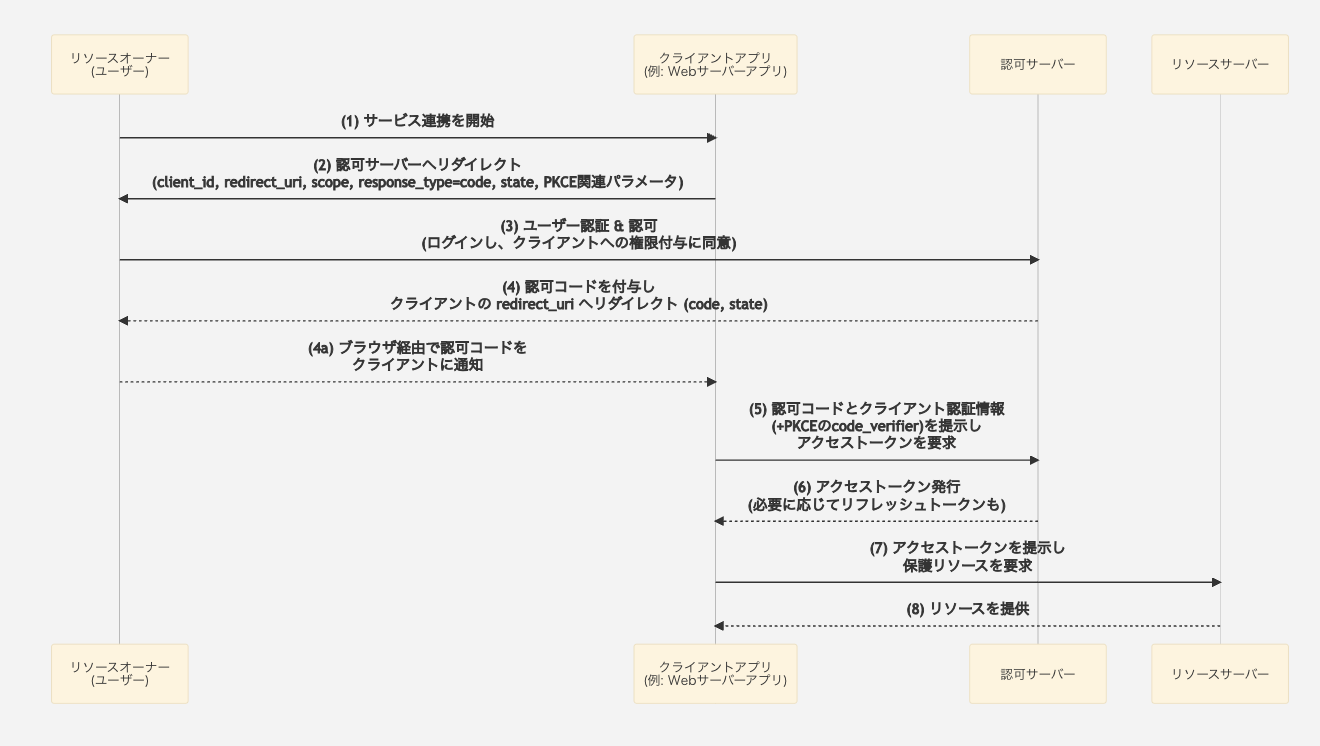 リソースオーナー
(ユーザー)
クライアントアプリ
(例: Webサーバーアプリ)
認可サーバー
リソースサーバー
(1) サービス連携を開始
(2) 認可サーバーへリダイレクト
(client_id, redirect_uri, scope, response_type=code, state, PKCE関連パラメータ)
(3) ユーザー認証 & 認可
(ログインし、クライアントへの権限付与に同意)
(4) 認可コードを付与し
クライアントの redirect_uri へリダイレクト (code, state)
(4a) ブラウザ経由で認可コードを
クライアントに通知
(5) 認可コードとクライアント認証情報
(+PKCEのcode_verifier)を提示し
アクセストークンを要求
(6) アクセストークン発行
(必要に応じてリフレッシュトークンも)
(7) アクセストークンを提示し
保護リソースを要求
(8) リソースを提供
リソースオーナー
(ユーザー)
クライアントアプリ
(例: Webサーバーアプリ)
認可サーバー
リソースサーバー